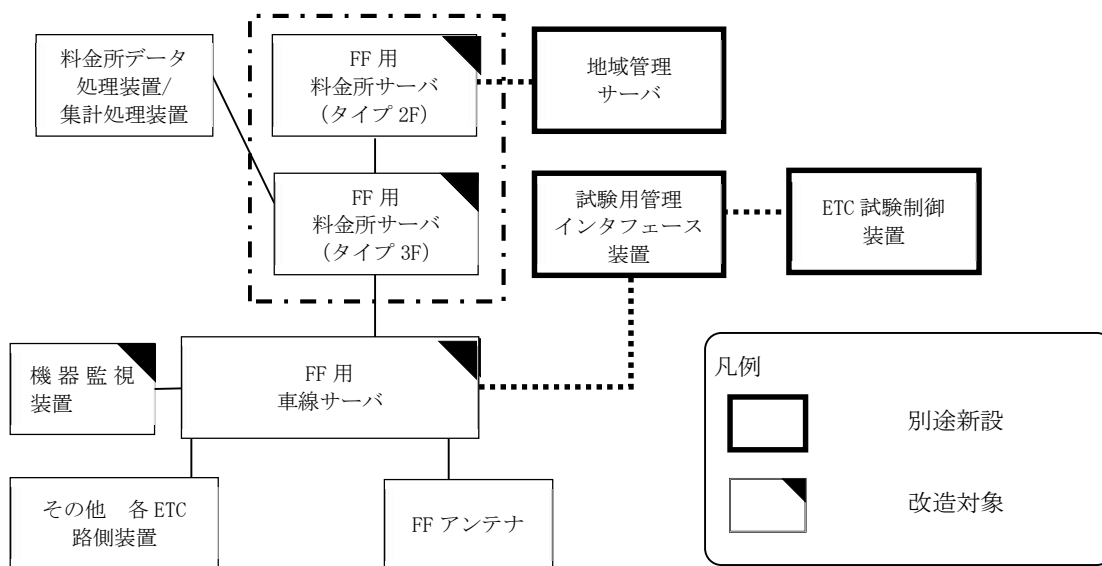 料金所データ
処理装置/
集計処理装置
FF 用
料金所サーバ
（タイプ 2F）
地域管理
サーバ
FF 用
料金所サーバ
（タイプ 3F）
試験用管理
インタフェース
装置
ETC 試験制御
装置
機器監視
装置
FF 用
車線サーバ
その他　各 ETC
路側装置
FF アンテナ
凡例
別途新設
改造対象